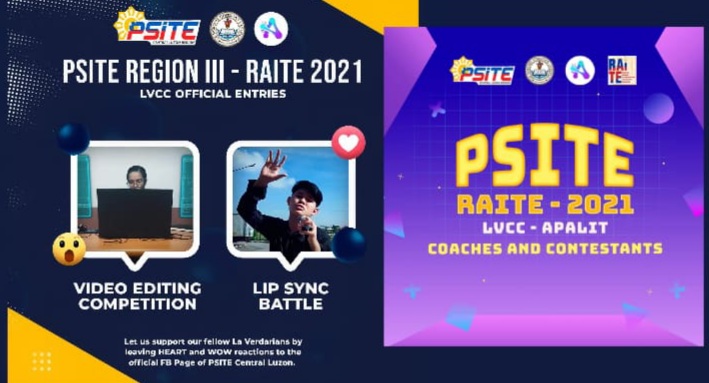 PSITE
PSITE REGION III - RAITE 2021
LVCC OFFICIAL ENTRIES
VIDEO EDITING
COMPETITION
LIP SYNC
BATTLE
Let us support our fellow La Verdarians by
leaving HEART and WOW reactions to the
official FB Page of PSITE Central Luzon.
PSITE
RAITE
PSITE
RAITE - 2021
LVCC - APALIT
COACHES AND CONTESTANTS